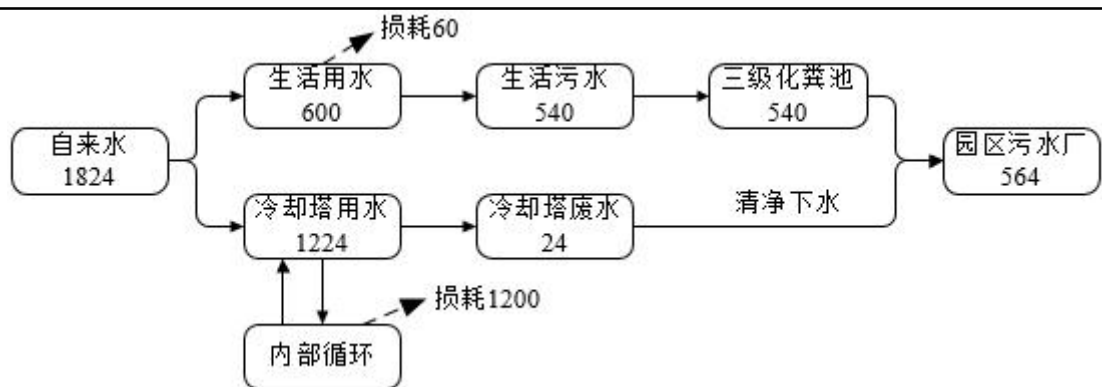 损耗60
生活用水
600
生活污水
540
三级化粪池
540
自来水
1824
园区污水厂
564
冷却塔用水
1224
冷却塔废水
24
清净下水
损耗1200
内部循环